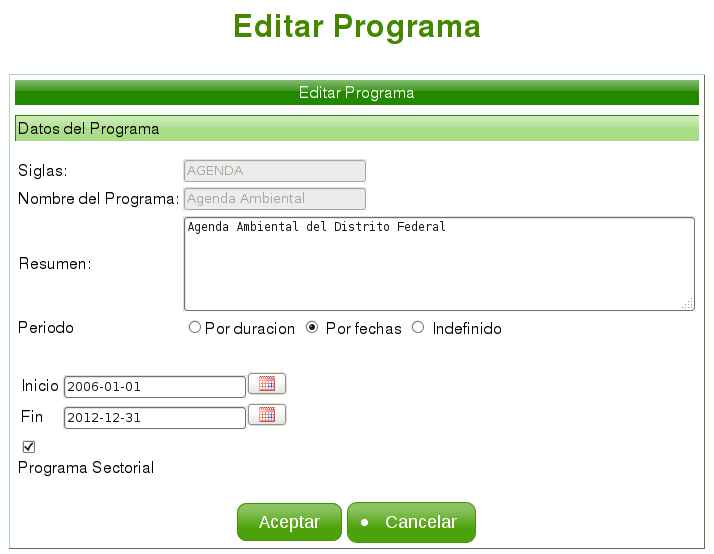 Editar Programa
Editar Programa
Datos del Programa
Siglas: AGENDA
Nombre del Programa: Agenda Ambiental
Agenda Ambiental del Distrito Federal
Resumen:
Periodo Por duracion Por fechas Indefinido
Inicio 2006-01-01
Fin 2012-12-31
Programa Sectorial
Aceptar Cancelar